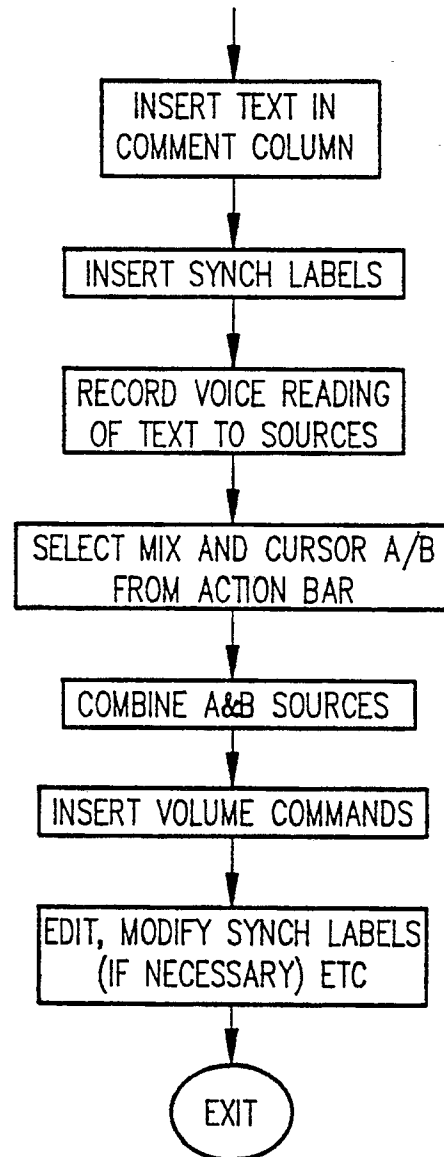 INSERT TEXT IN
COMMENT COLUMN
INSERT SYNCH LABELS
RECORD VOICE READING
OF TEXT TO SOURCES
SELECT MIX AND CURSOR A/B
FROM ACTION BAR
COMBINE A&B SOURCES
INSERT VOLUME COMMANDS
EDIT, MODIFY SYNCH LABELS
(IF NECESSARY) ETC
EXIT